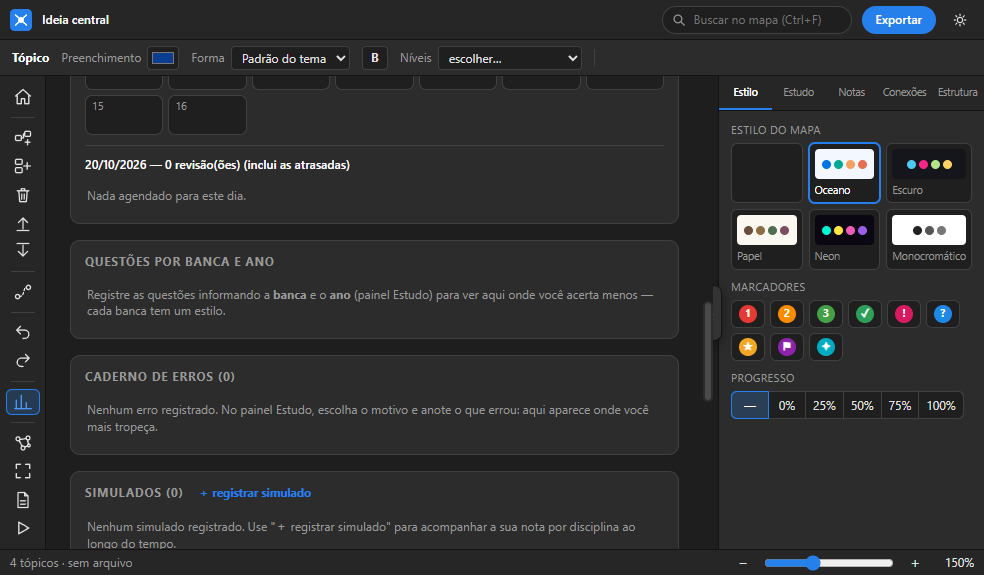 Ideia central
Buscar no mapa (Ctrl+F)
Exportar
Tópico
Preenchimento
Forma
Padrão do tema
B
Níveis
escolher...
15
16
20/10/2026 — 0 revisão(ões) (inclui as atrasadas)
Nada agendado para este dia.
QUESTÕES POR BANCA E ANO
Registre as questões informando a banca e o ano (painel Estudo) para ver aqui onde você acerta menos —
cada banca tem um estilo.
CADERNO DE ERROS (0)
Nenhum erro registrado. No painel Estudo, escolha o motivo e anote o que errou: aqui aparece onde você
mais tropeça.
SIMULADOS (0)
+ registrar simulado
Nenhum simulado registrado. Use "+ registrar simulado" para acompanhar a sua nota por disciplina ao
longo do tempo.
Estilo
Estudo
Notas
Conexões
Estrutura
ESTILO DO MAPA
Oceano
Escuro
Papel
Neon
Monocromático
MARCADORES
1
2
3
!
?
PROGRESSO
—
0%
25%
50%
75%
100%
4 tópicos · sem arquivo
−
+
150%